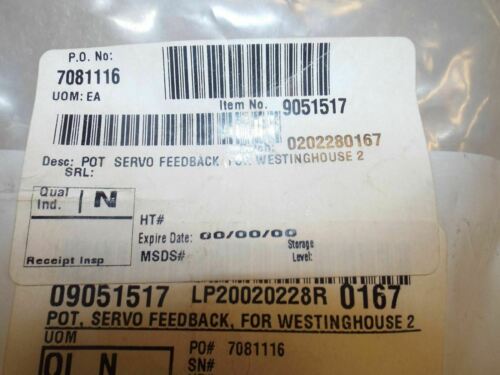 P.O. No:
7081116
UOM: EA
Item No. 9051517
0202280167
Desc: POT SERVO FEEDBACK, FOR WESTINGHOUSE 2
SRL:
Qual Ind. N
HT#
Expire Date: 00/00/00
Storage
MSDS# Level:
Receipt Insp
09051517 LP20020228R 0167
POT, SERVO FEEDBACK, FOR WESTINGHOUSE 2
UOM
PO# 7081116
QI N
SN#